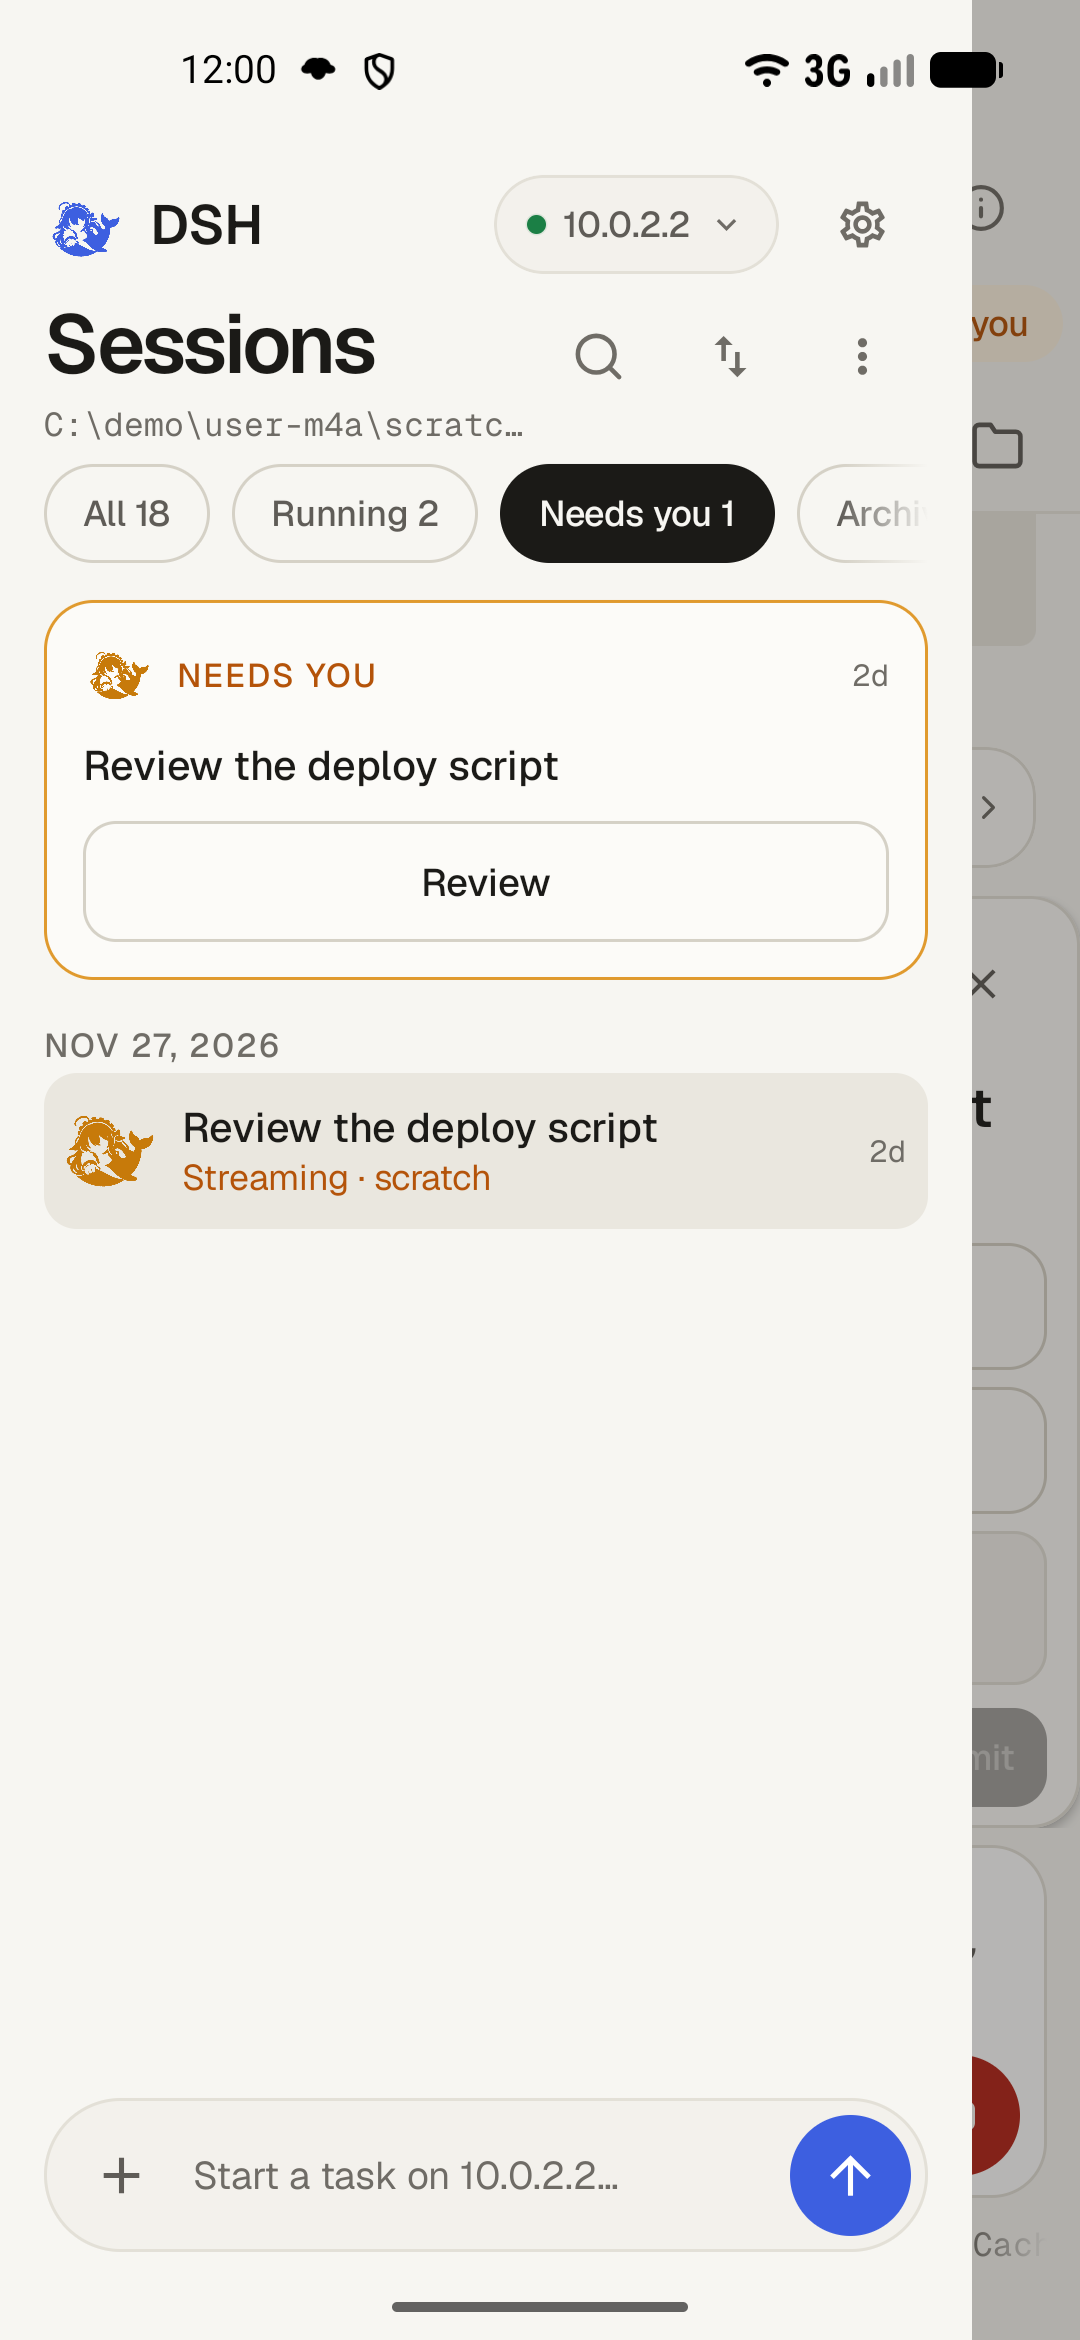 12:00
3G
DSH
10.0.2.2
Sessions
C:\demo\user-m4a\scratc…
All 18
Running 2
Needs you 1
Archi
you
NEEDS YOU
2d
Review the deploy script
Review
NOV 27, 2026
Review the deploy script
Streaming · scratch
2d
t
mit
Start a task on 10.0.2.2…
Cach